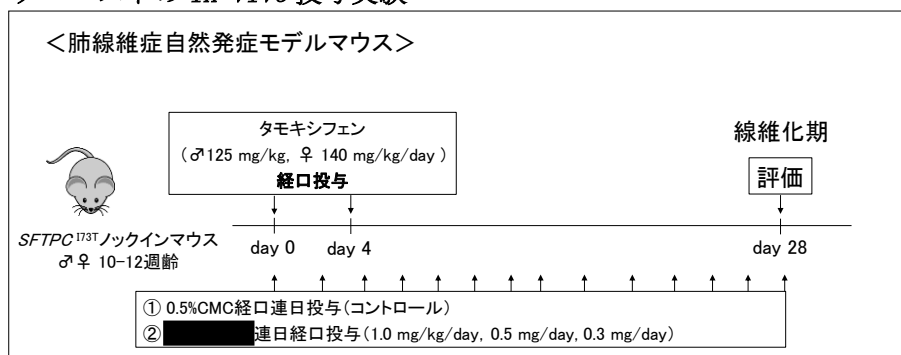 <肺線維症自然発症モデルマウス>
タモキシフェン
(♂125 mg/kg, ♀ 140 mg/kg/day )
経口投与
線維化期
評価
SFTPC I73Tノックインマウス
♂♀ 10-12週齢
day 0
day 4
day 28
① 0.5%CMC経口連日投与(コントロール)
② 連日経口投与(1.0 mg/kg/day, 0.5 mg/day, 0.3 mg/day)